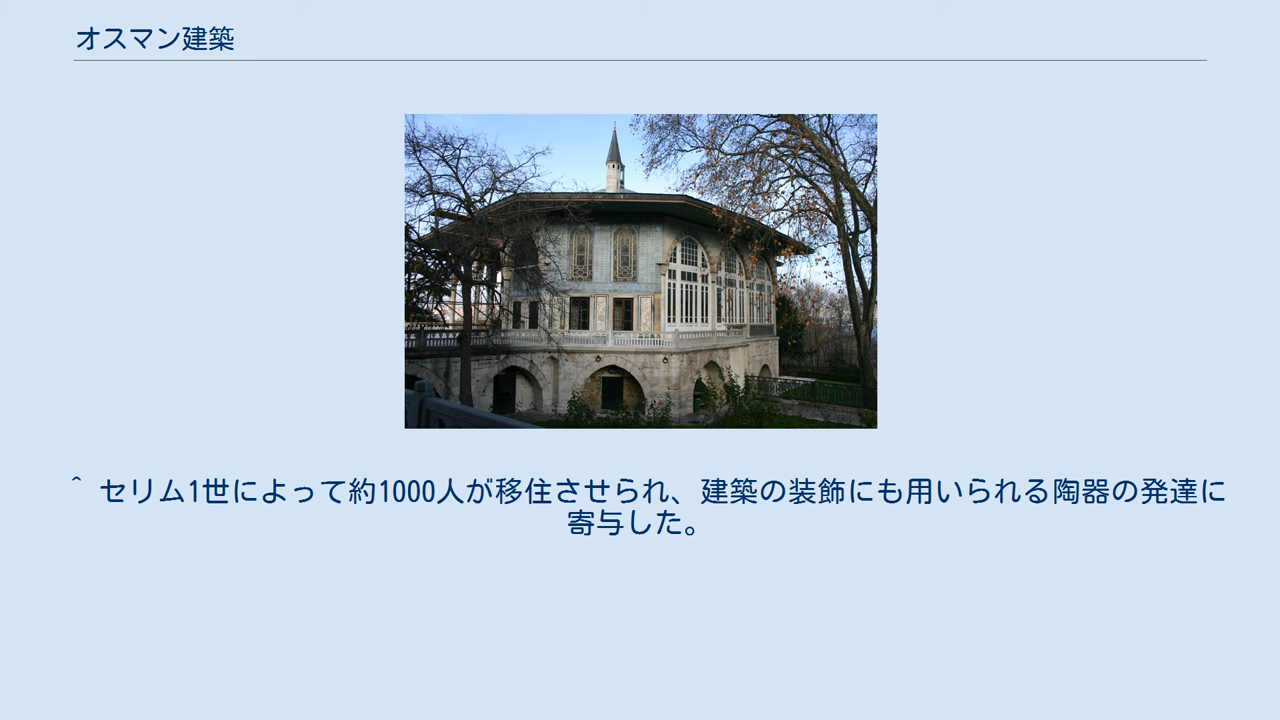 オスマン建築
^ セリム1世によって約1000人が移住させられ、建築の装飾にも用いられる陶器の発達に
寄与した。